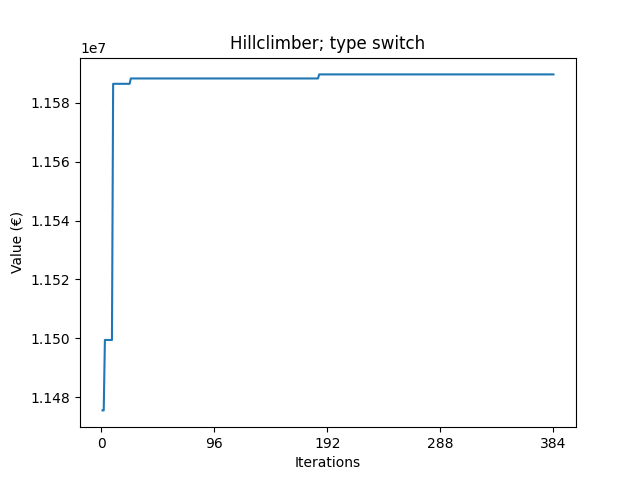 Hillclimber; type switch
1e7
1.158
1.156
1.154
1.152
1.150
1.148
Value (€)
0 96 192 288 384
Iterations